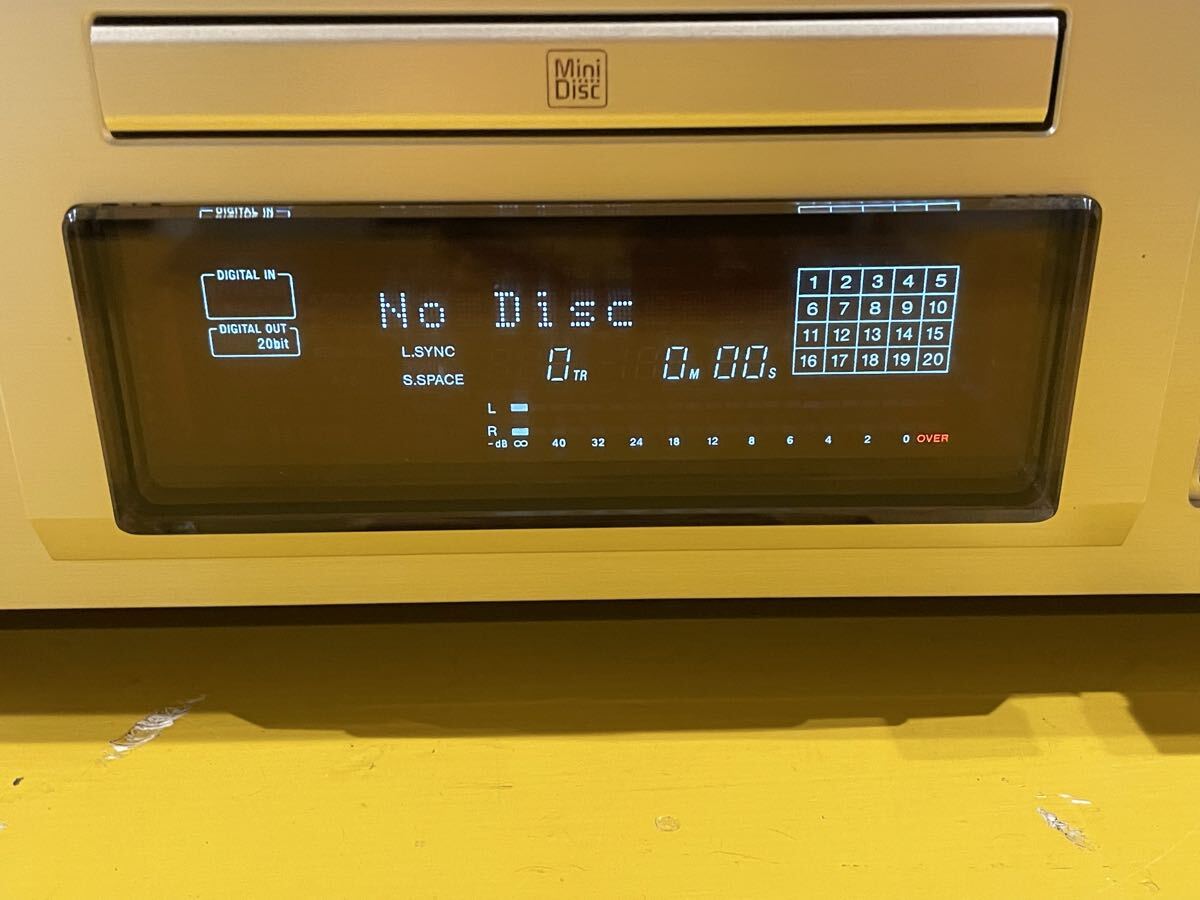 Mini
Disc
DIGITAL IN
DIGITAL IN
DIGITAL OUT
20bit
No Disc
L.SYNC
S.SPACE
0 TR 0 M 00 S
1 2 3 4 5
6 7 8 9 10
11 12 13 14 15
16 17 18 19 20
L
R
-dB ∞ 40 32 24 18 12 8 6 4 2 0 OVER